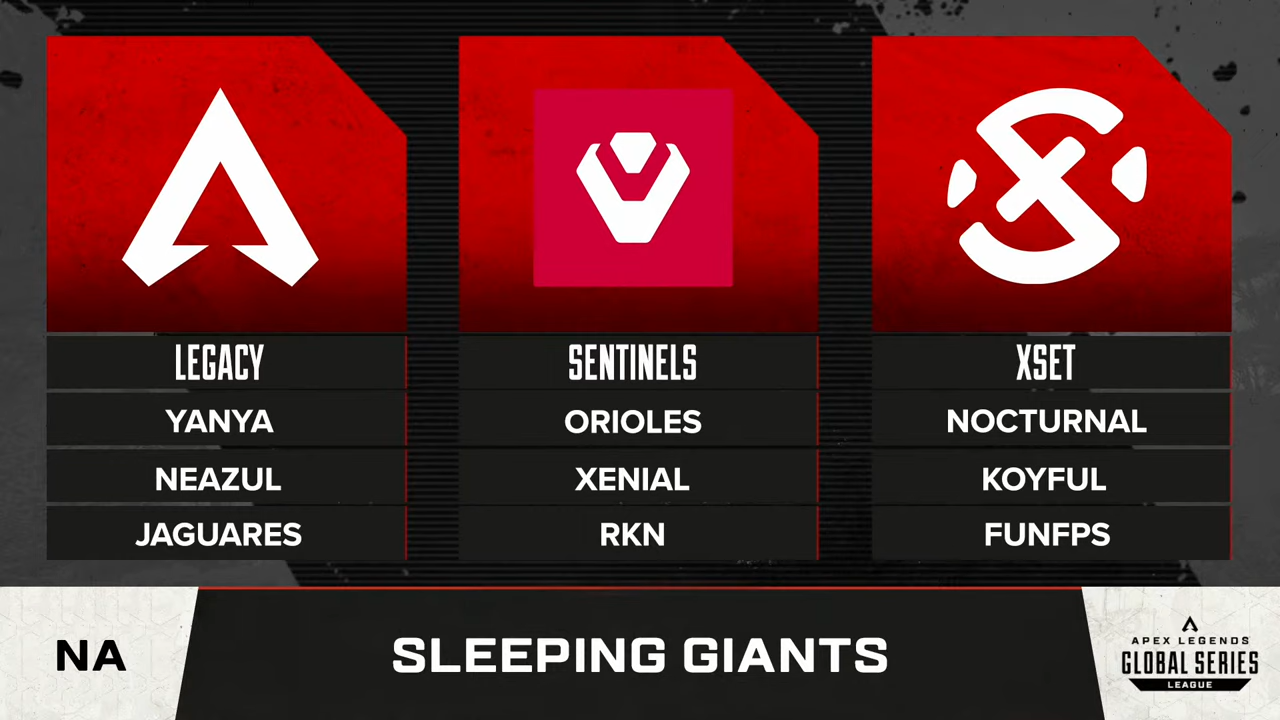 LEGACY
YANYA
NEAZUL
JAGUARES
SENTINELS
ORIOLES
XENIAL
RKN
XSET
NOCTURNAL
KOYFUL
FUNFPS
NA
SLEEPING GIANTS
APEX LEGENDS
GLOBAL SERIES
LEAGUE